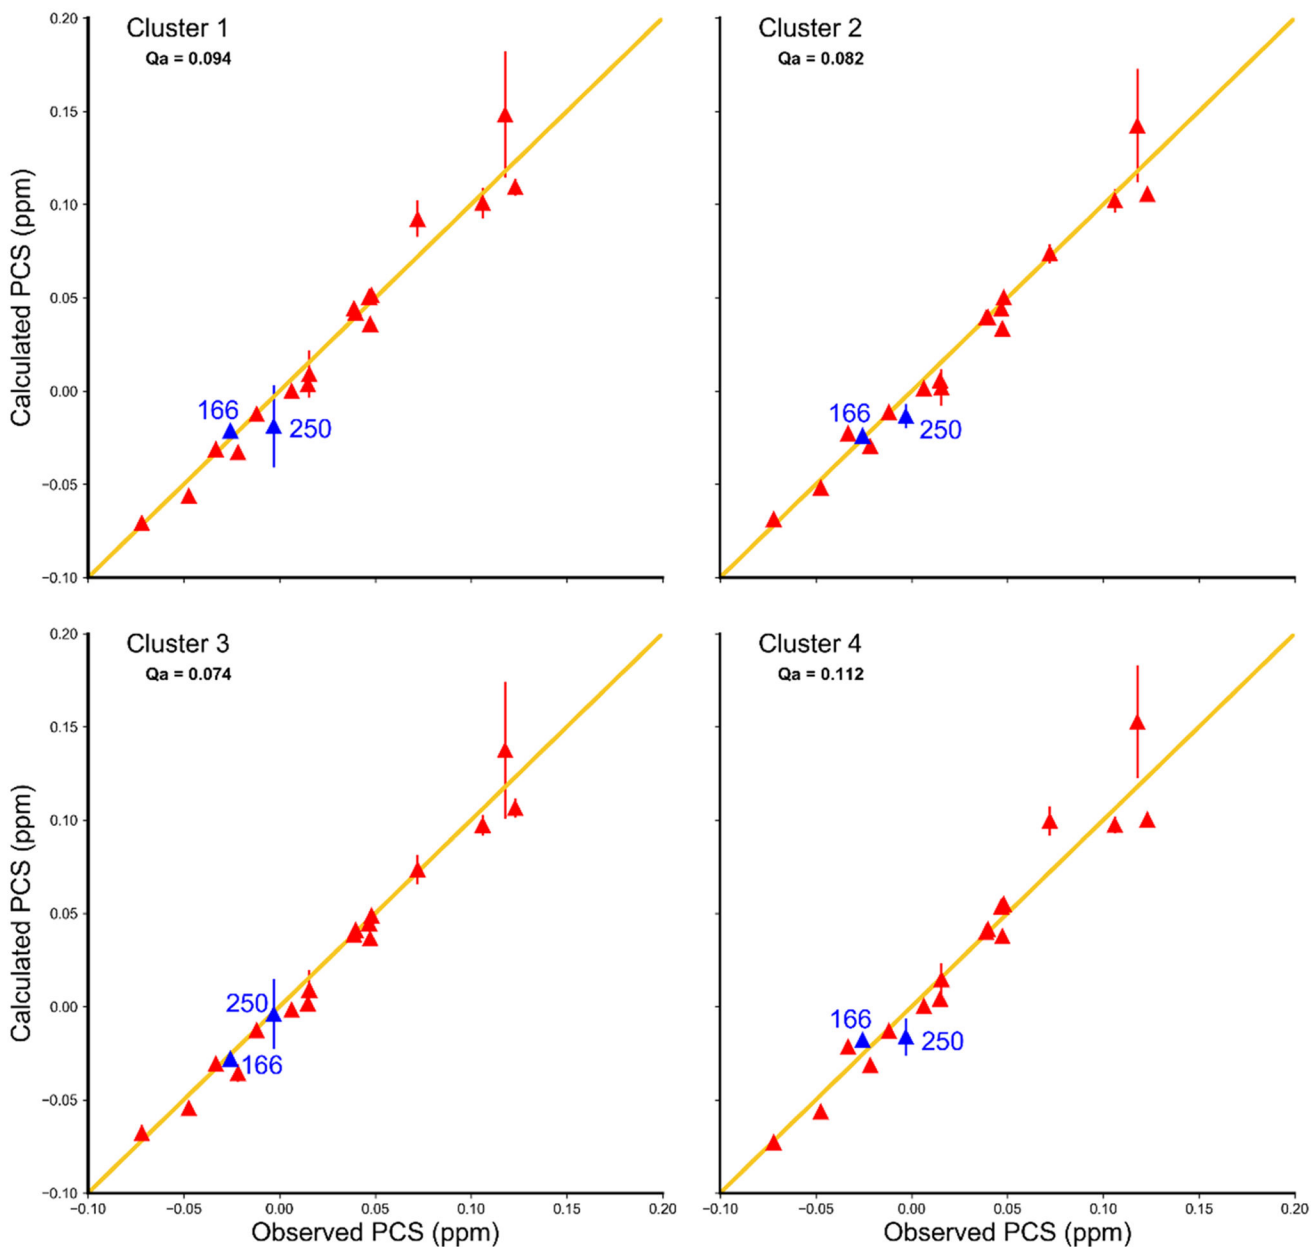 Cluster 1
Qa = 0.094
0.20
0.15
0.10
0.05
0.00
−0.05
−0.10
Calculated PCS (ppm)
166
250
Cluster 2
Qa = 0.082
166
250
Cluster 3
Qa = 0.074
0.20
0.15
0.10
0.05
0.00
−0.05
−0.10
Calculated PCS (ppm)
250
166
−0.10 −0.05 0.00 0.05 0.10 0.15 0.20
Observed PCS (ppm)
Cluster 4
Qa = 0.112
166
250
−0.10 −0.05 0.00 0.05 0.10 0.15 0.20
Observed PCS (ppm)